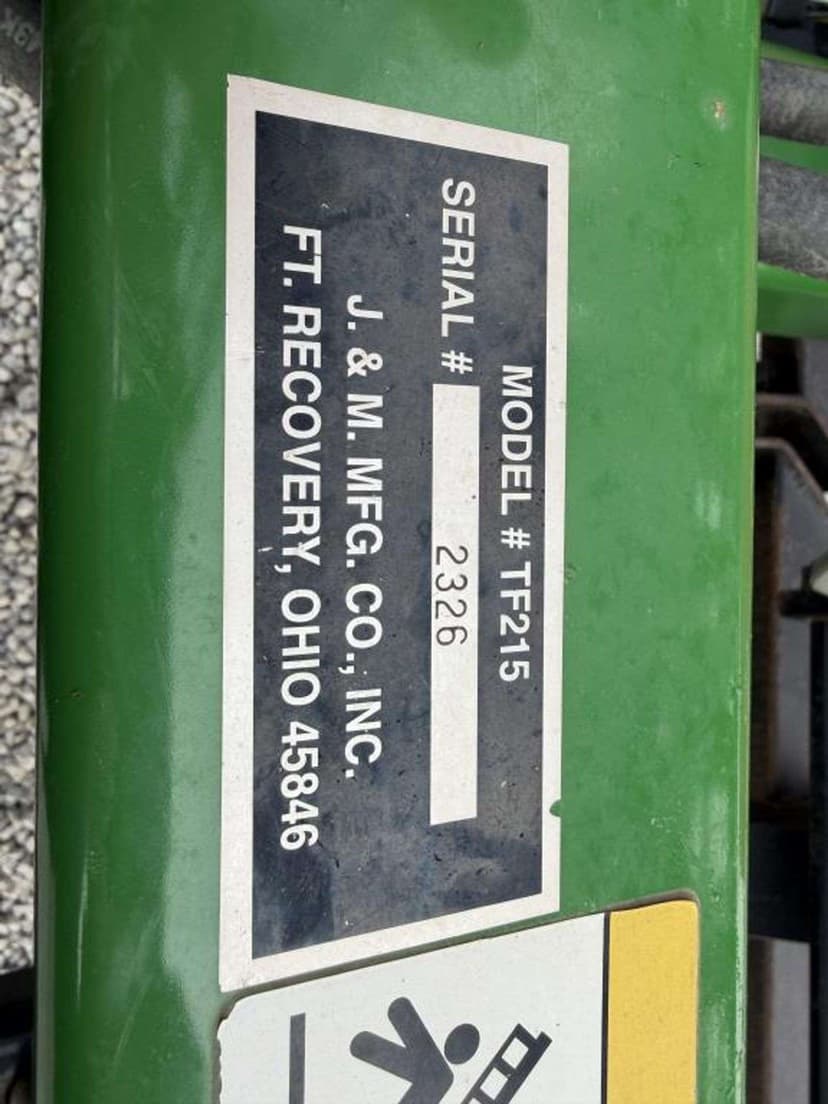 MODEL # TF215
SERIAL # 2326
J. & M. MFG. CO., INC.
FT. RECOVERY, OHIO 45846